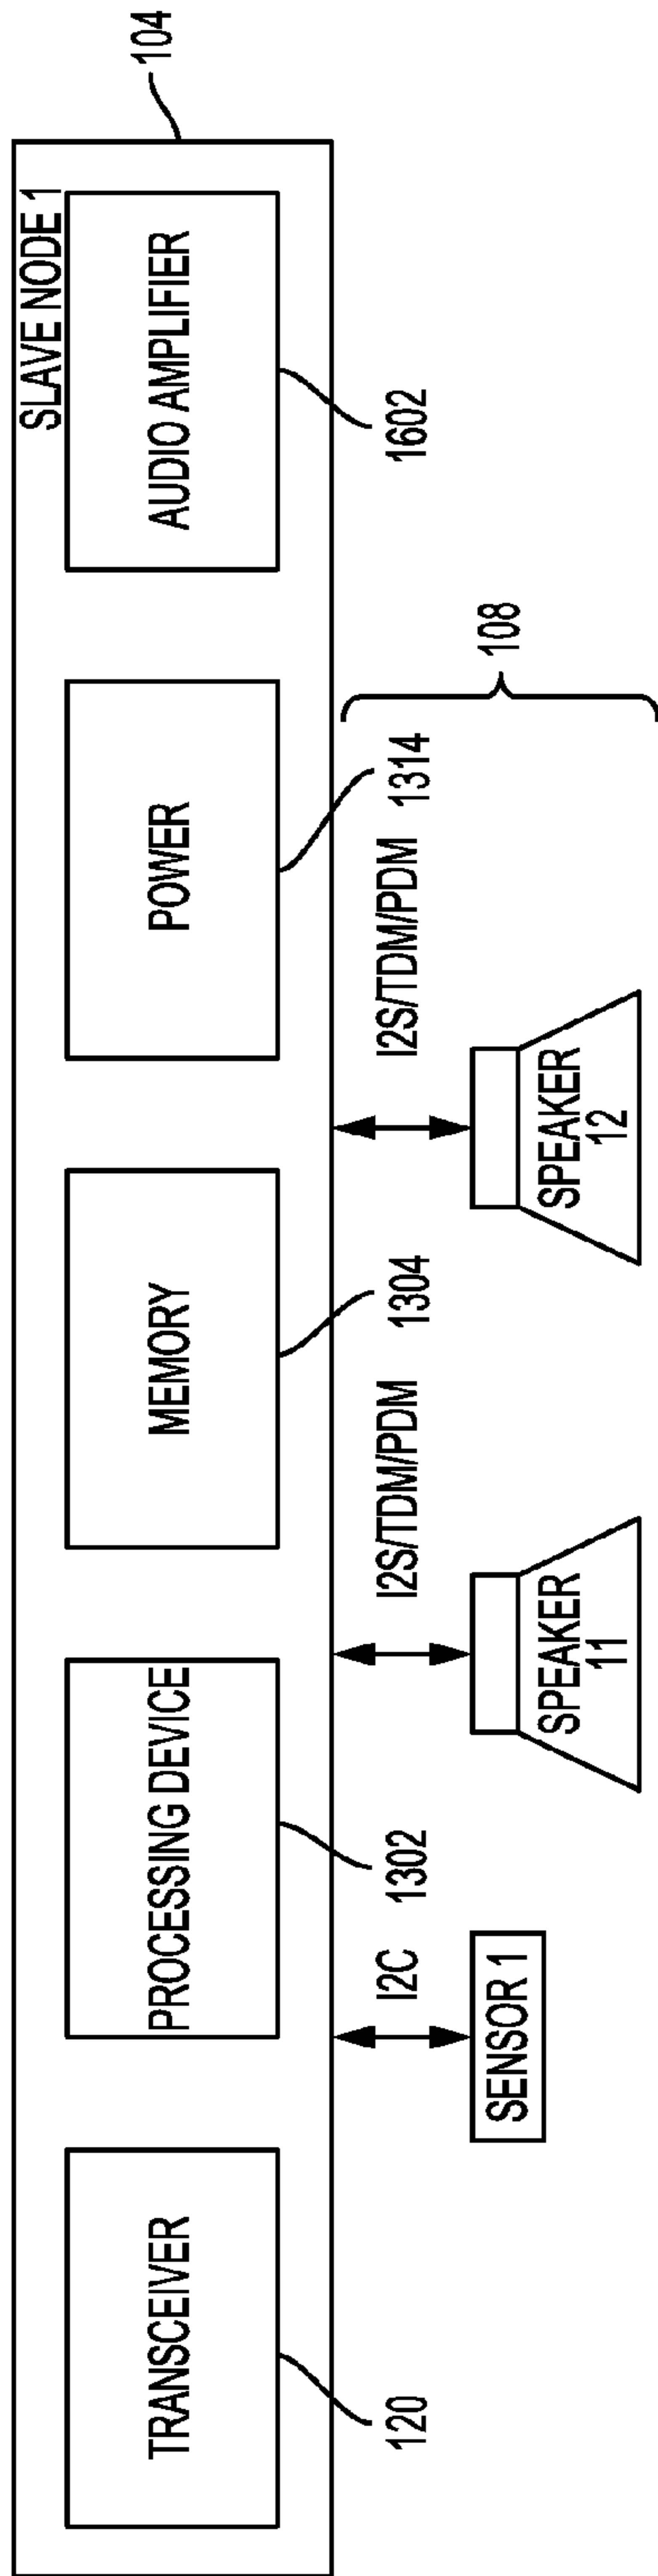 104
SLAVE NODE 1
TRANSCEIVER
PROCESSING DEVICE
MEMORY
POWER
AUDIO AMPLIFIER
120
1302
1304
1314
1602
I2C
I2S/TDM/PDM
I2S/TDM/PDM
108
SENSOR 1
SPEAKER
11
SPEAKER
12